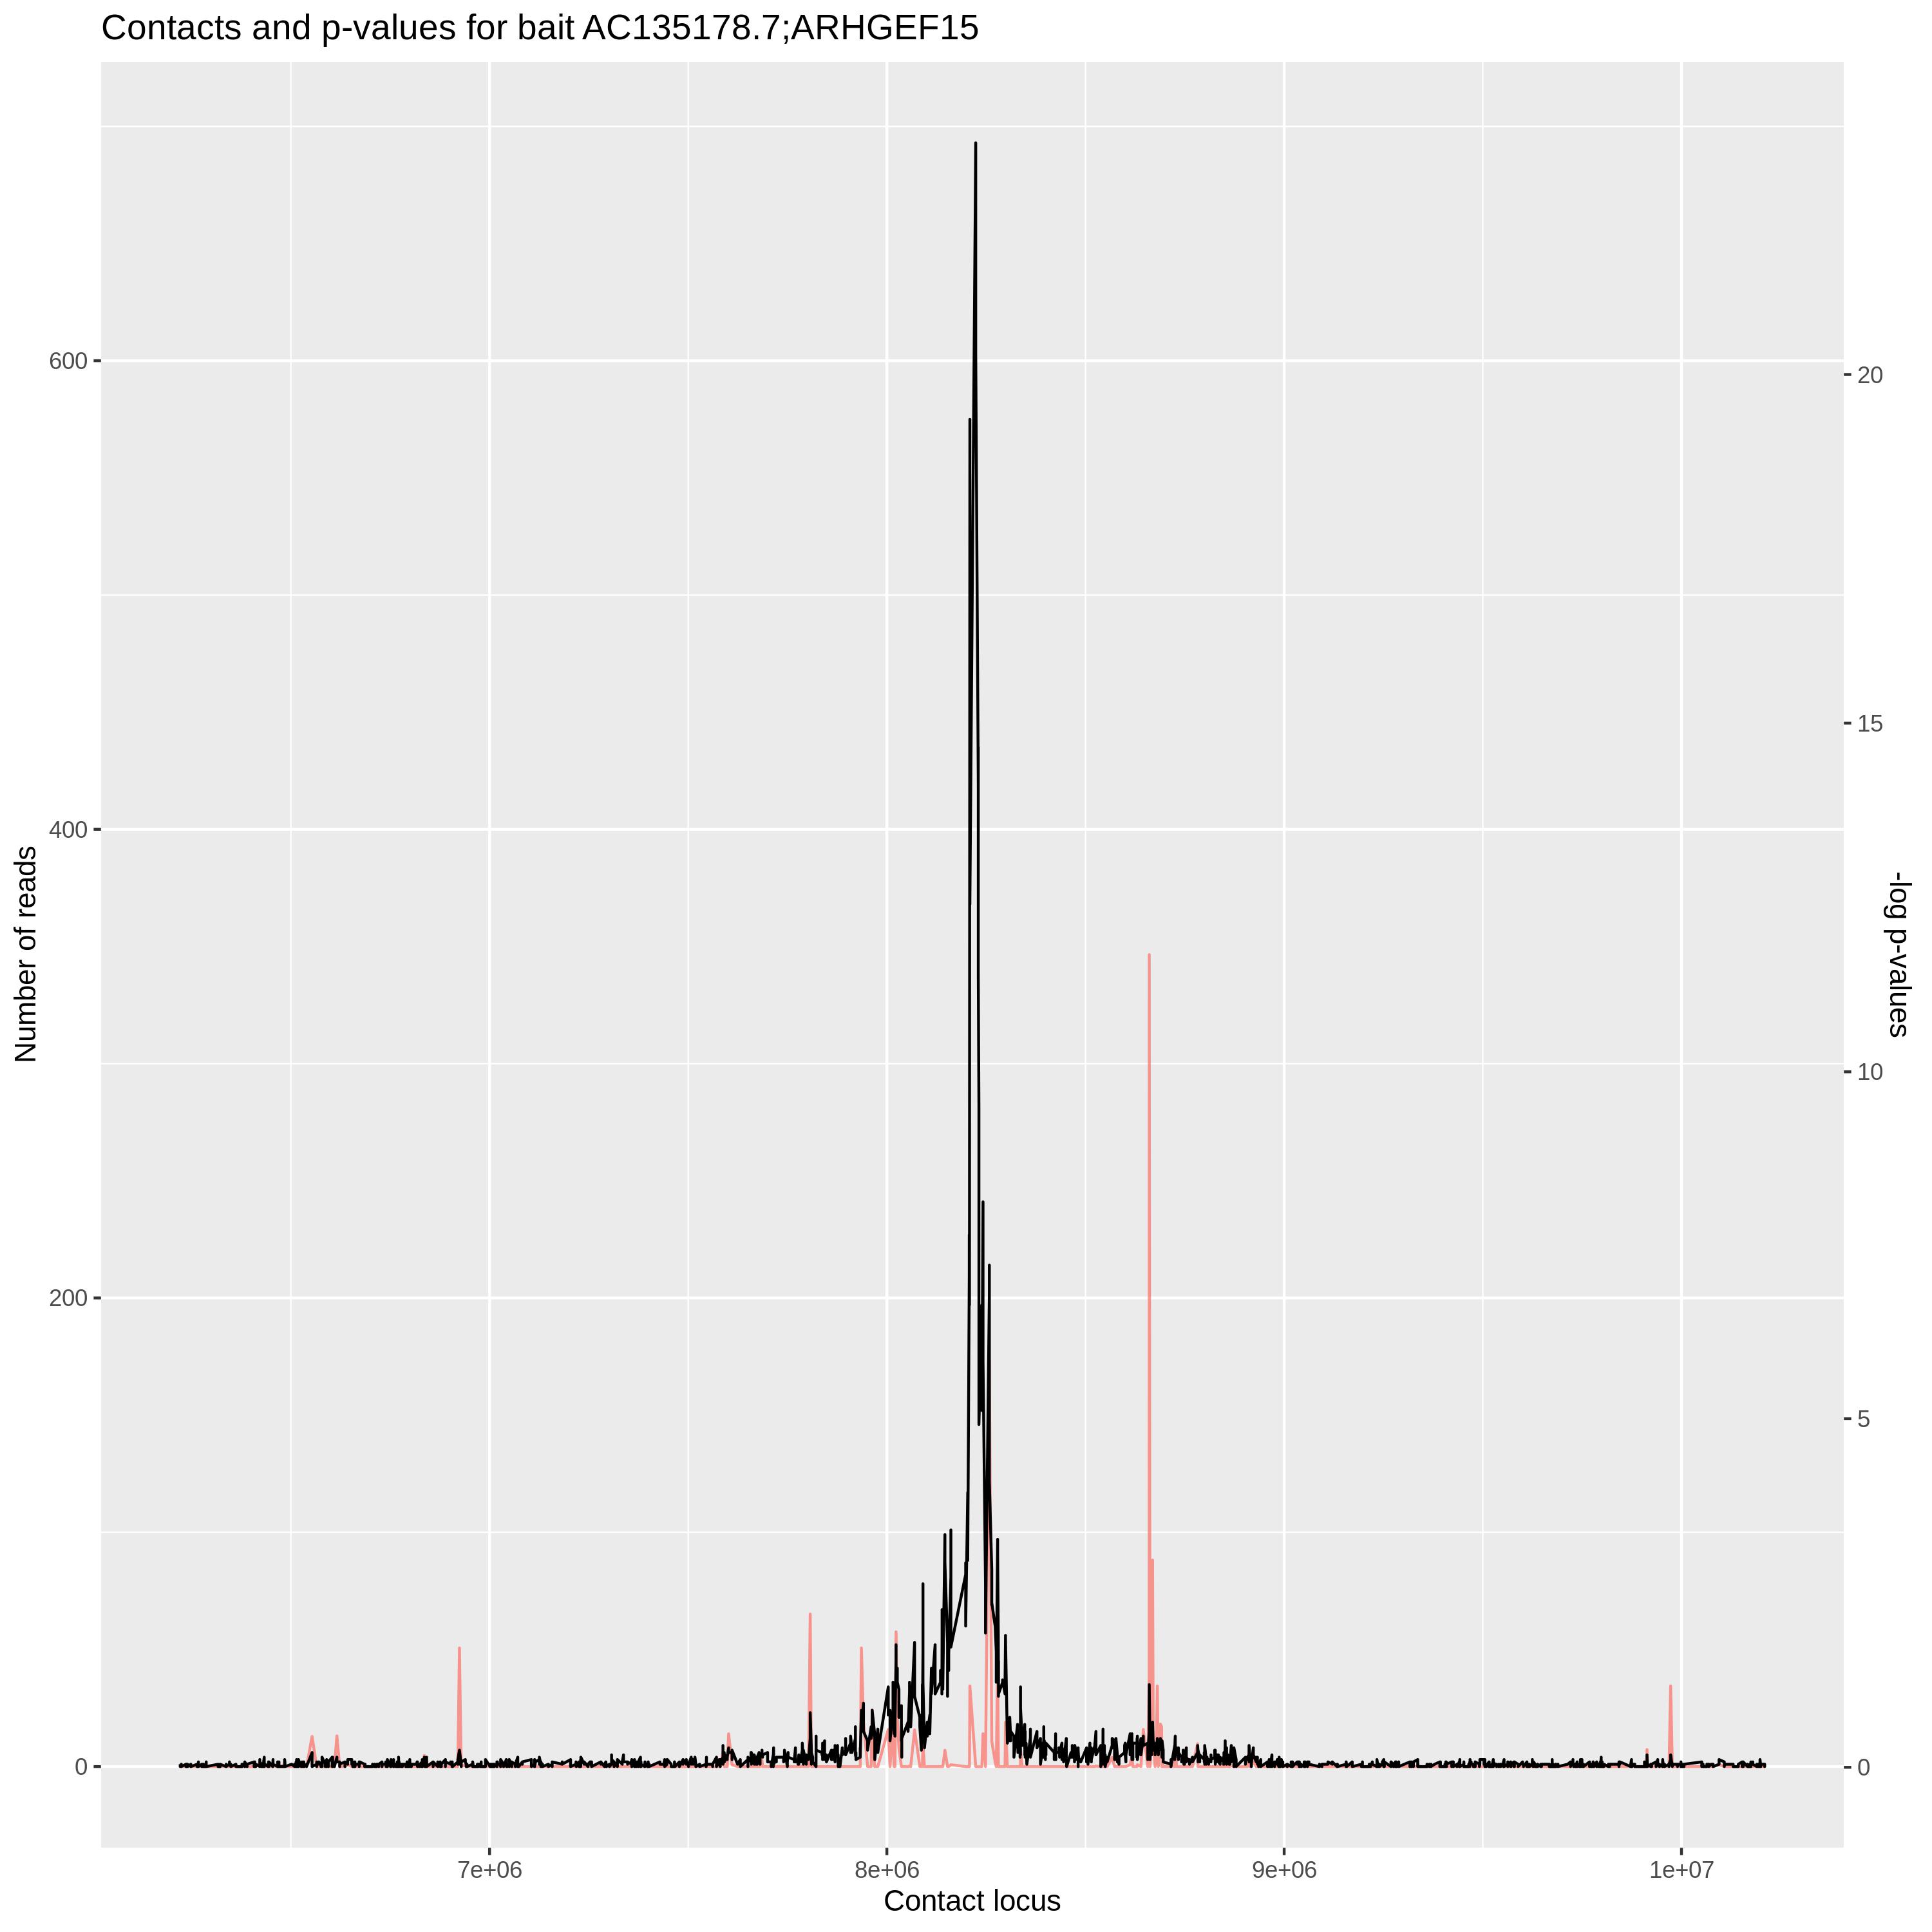 Contacts and p-values for bait AC135178.7;ARHGEF15
Number of reads
600
400
200
0
20
15
10
5
0
-log p-values
7e+06
8e+06
9e+06
1e+07
Contact locus